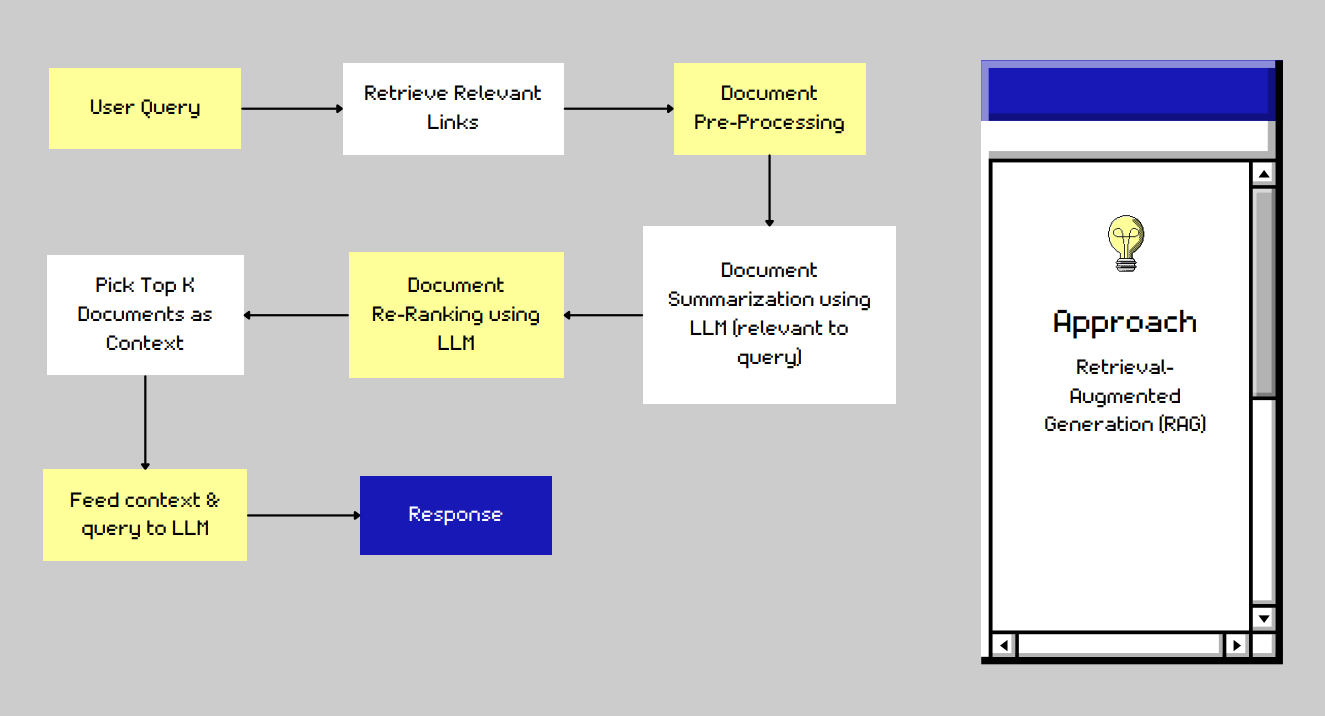 User Query
Retrieve Relevant
Links
Document
Pre-Processing
Document
Summarization using
LLM (relevant to
query)
Document
Re-Ranking using
LLM
Pick Top K
Documents as
Context
Feed context &
query to LLM
Response
Approach
Retrieval-
Augmented
Generation (RAG)